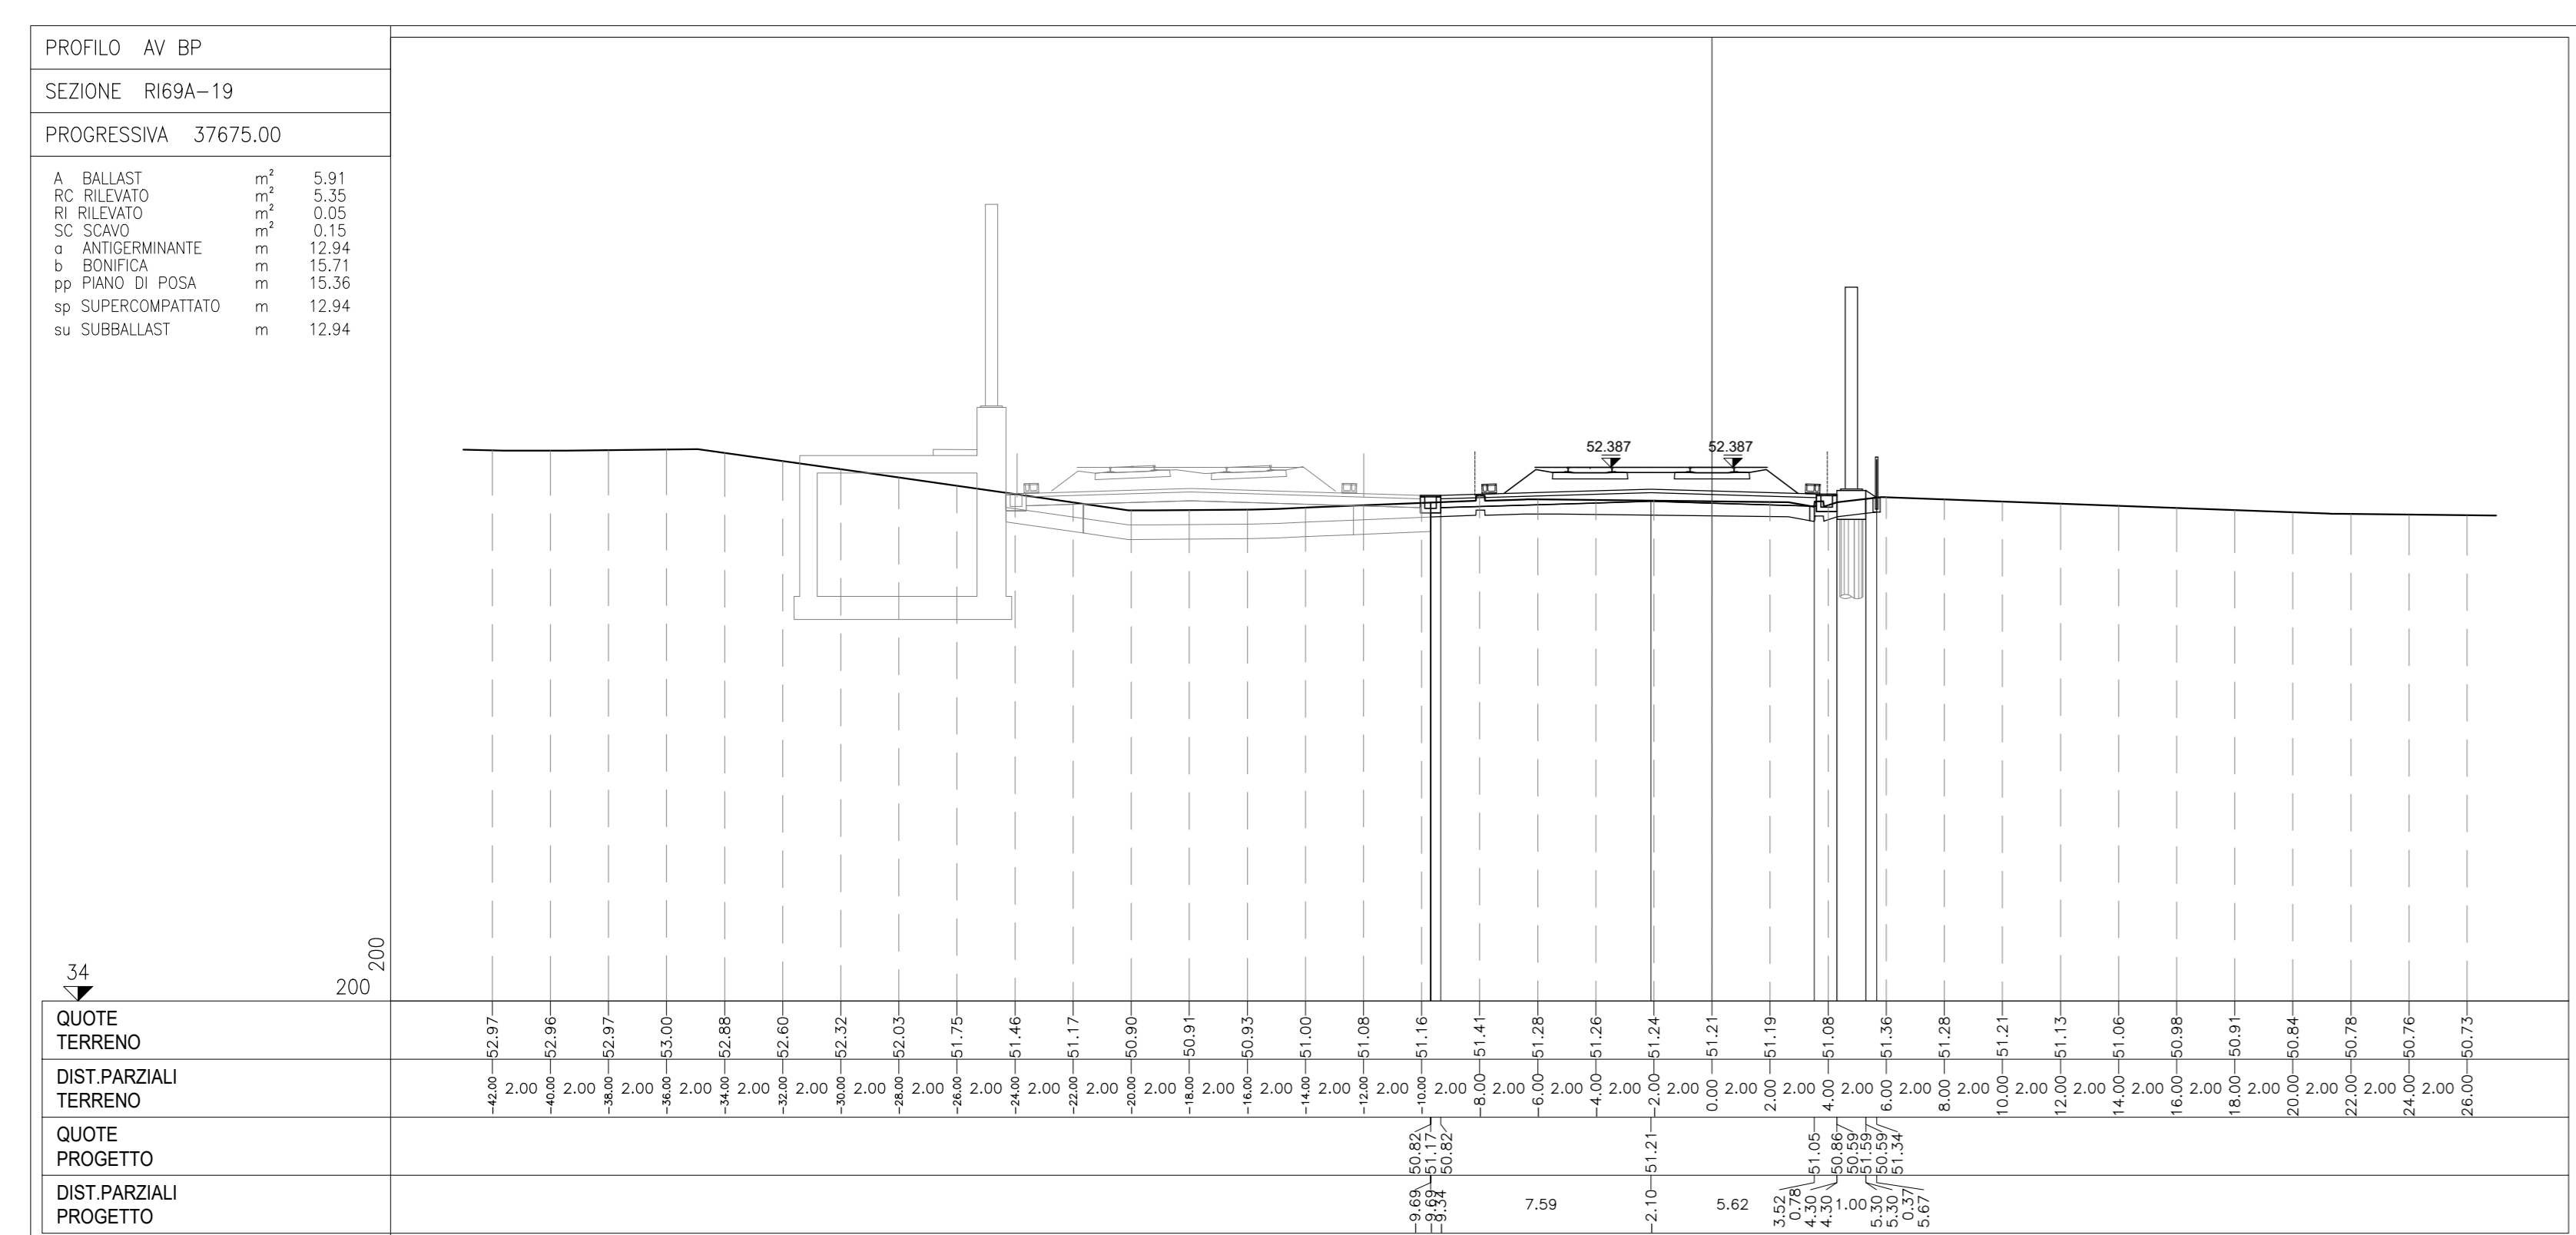 PROFILO AV BP
SEZIONE RI69A-19
PROGRESSIVA 37675.00
A BALLAST m² 5.91
RC RILEVATO m² 5.35
RI RILEVATO m² 0.05
SC SCAVO m² 0.15
a ANTIGERMINANTE m 12.94
b BONIFICA m 15.71
pp PIANO DI POSA m 15.36
sp SUPERCOMPATTATO m 12.94
su SUBBALLAST m 12.94
52.387 52.387
34
200
200
QUOTE
TERRENO
52.97 52.96 52.97 53.00 52.88 52.60 52.32 52.03 51.75 51.46 51.17 50.90 50.91 50.93 51.00 51.08 51.16 51.41 51.28 51.26 51.24 51.21 51.19 51.08 51.36 51.28 51.21 51.13 51.06 50.98 50.91 50.84 50.78 50.76 50.73
DIST.PARZIALI
TERRENO
-42.00 2.00 -40.00 2.00 -38.00 2.00 -36.00 2.00 -34.00 2.00 -32.00 2.00 -30.00 2.00 -28.00 2.00 -26.00 2.00 -24.00 2.00 -22.00 2.00 -20.00 2.00 -18.00 2.00 -16.00 2.00 -14.00 2.00 -12.00 2.00 -10.00 2.00 -8.00 2.00 -6.00 2.00 -4.00 2.00 -2.00 2.00 0.00 2.00 2.00 2.00 4.00 2.00 6.00 2.00 8.00 2.00 10.00 2.00 12.00 2.00 14.00 2.00 16.00 2.00 18.00 2.00 20.00 2.00 22.00 2.00 24.00 2.00 26.00
QUOTE
PROGETTO
50.82 51.17 50.82 51.21 51.05 50.86 50.59 51.59 50.59 51.34
DIST.PARZIALI
PROGETTO
-9.69 -9.69 -9.34 7.59 -2.10 5.62 3.52 0.78 4.30 4.30 1.00 5.30 5.30 0.37 5.67